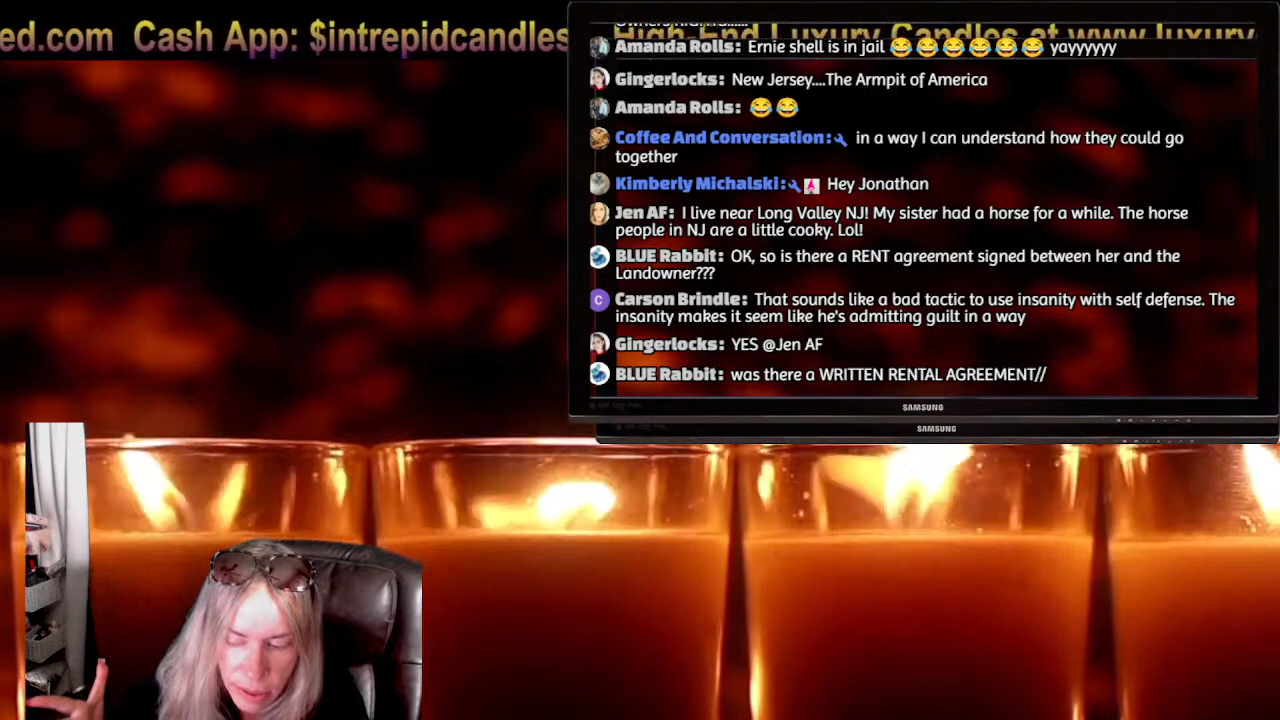 ed.com Cash App: $intrepidcandles High-End Luxury Candles at www.luxury
Amanda Rolls: Ernie shell is in jail 😂😂😂😂😂😂 yayyyyyy
Gingerlocks: New Jersey....The Armpit of America
Amanda Rolls: 😂😂
Coffee And Conversation: in a way I can understand how they could go
together
Kimberly Michalski: Hey Jonathan
Jen AF: I live near Long Valley NJ! My sister had a horse for a while. The horse
people in NJ are a little cooky. Lol!
BLUE Rabbit: OK, so is there a RENT agreement signed between her and the
Landowner???
C Carson Brindle: That sounds like a bad tactic to use insanity with self defense. The
insanity makes it seem like he's admitting guilt in a way
Gingerlocks: YES @Jen AF
BLUE Rabbit: was there a WRITTEN RENTAL AGREEMENT//
SAMSUNG
SAMSUNG